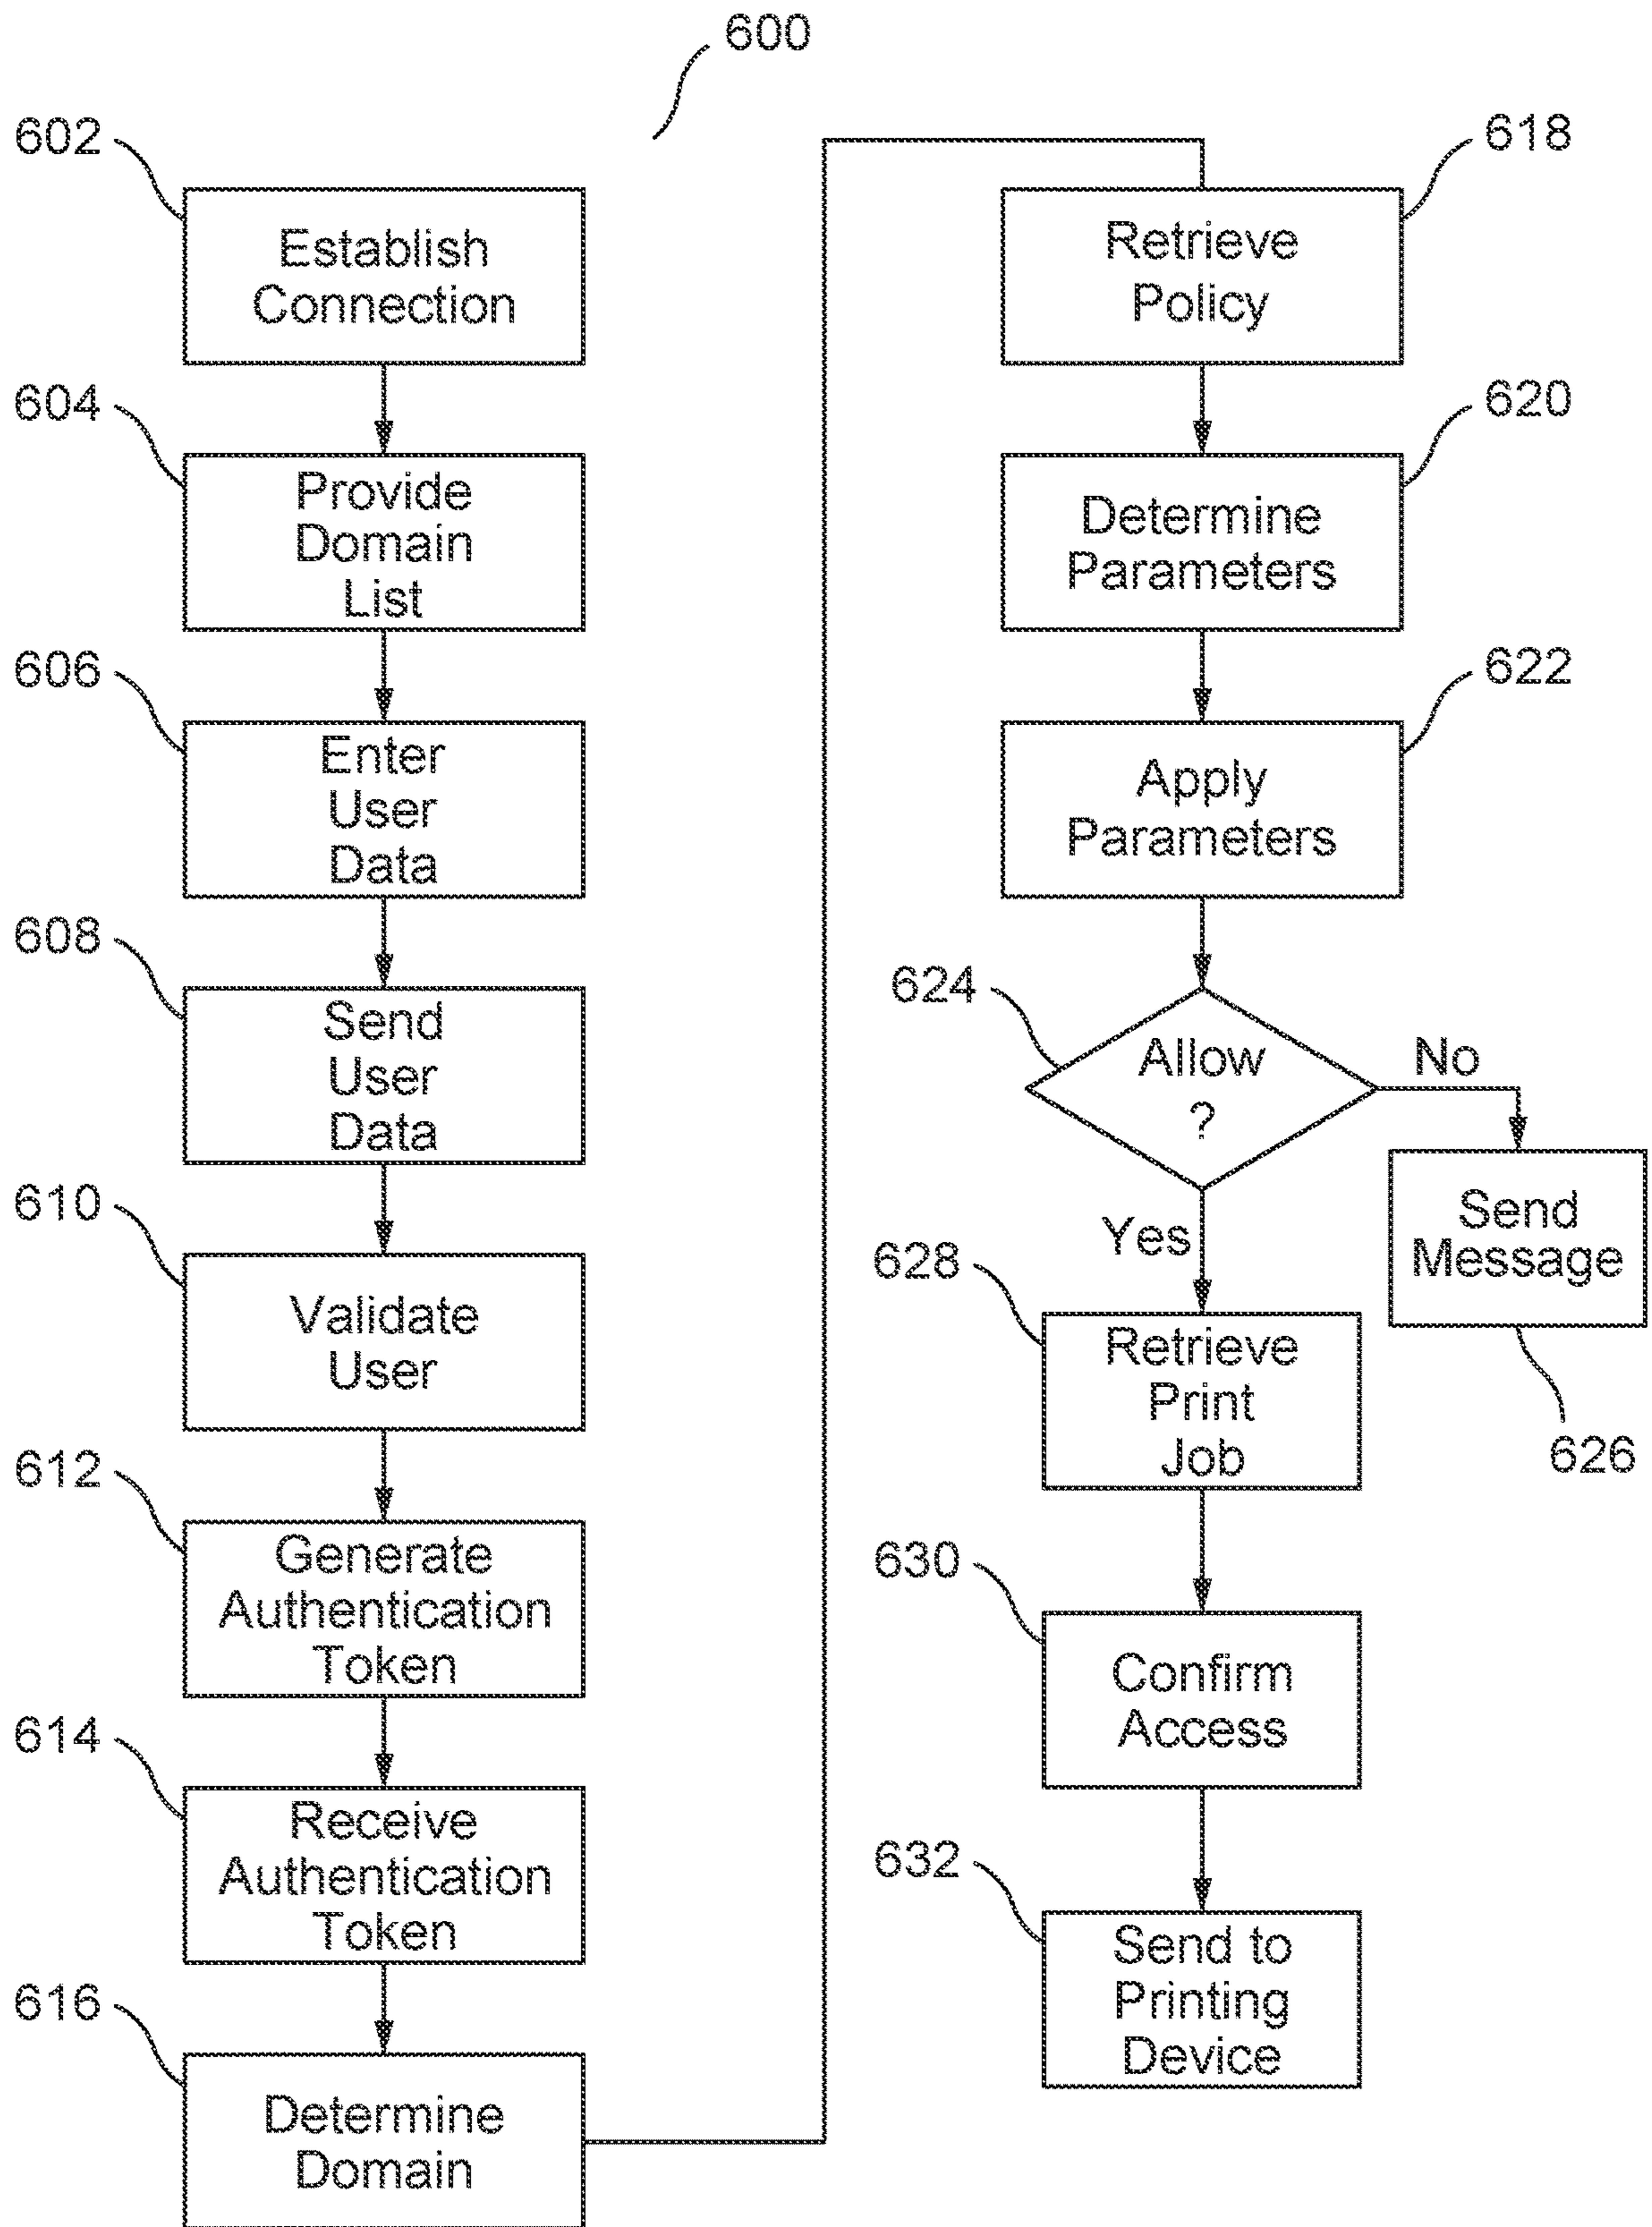 600
602
Establish
Connection
604
Provide
Domain
List
606
Enter
User
Data
608
Send
User
Data
610
Validate
User
612
Generate
Authentication
Token
614
Receive
Authentication
Token
616
Determine
Domain
618
Retrieve
Policy
620
Determine
Parameters
622
Apply
Parameters
624
Allow
?
No
Send
Message
626
Yes
628
Retrieve
Print
Job
630
Confirm
Access
632
Send to
Printing
Device